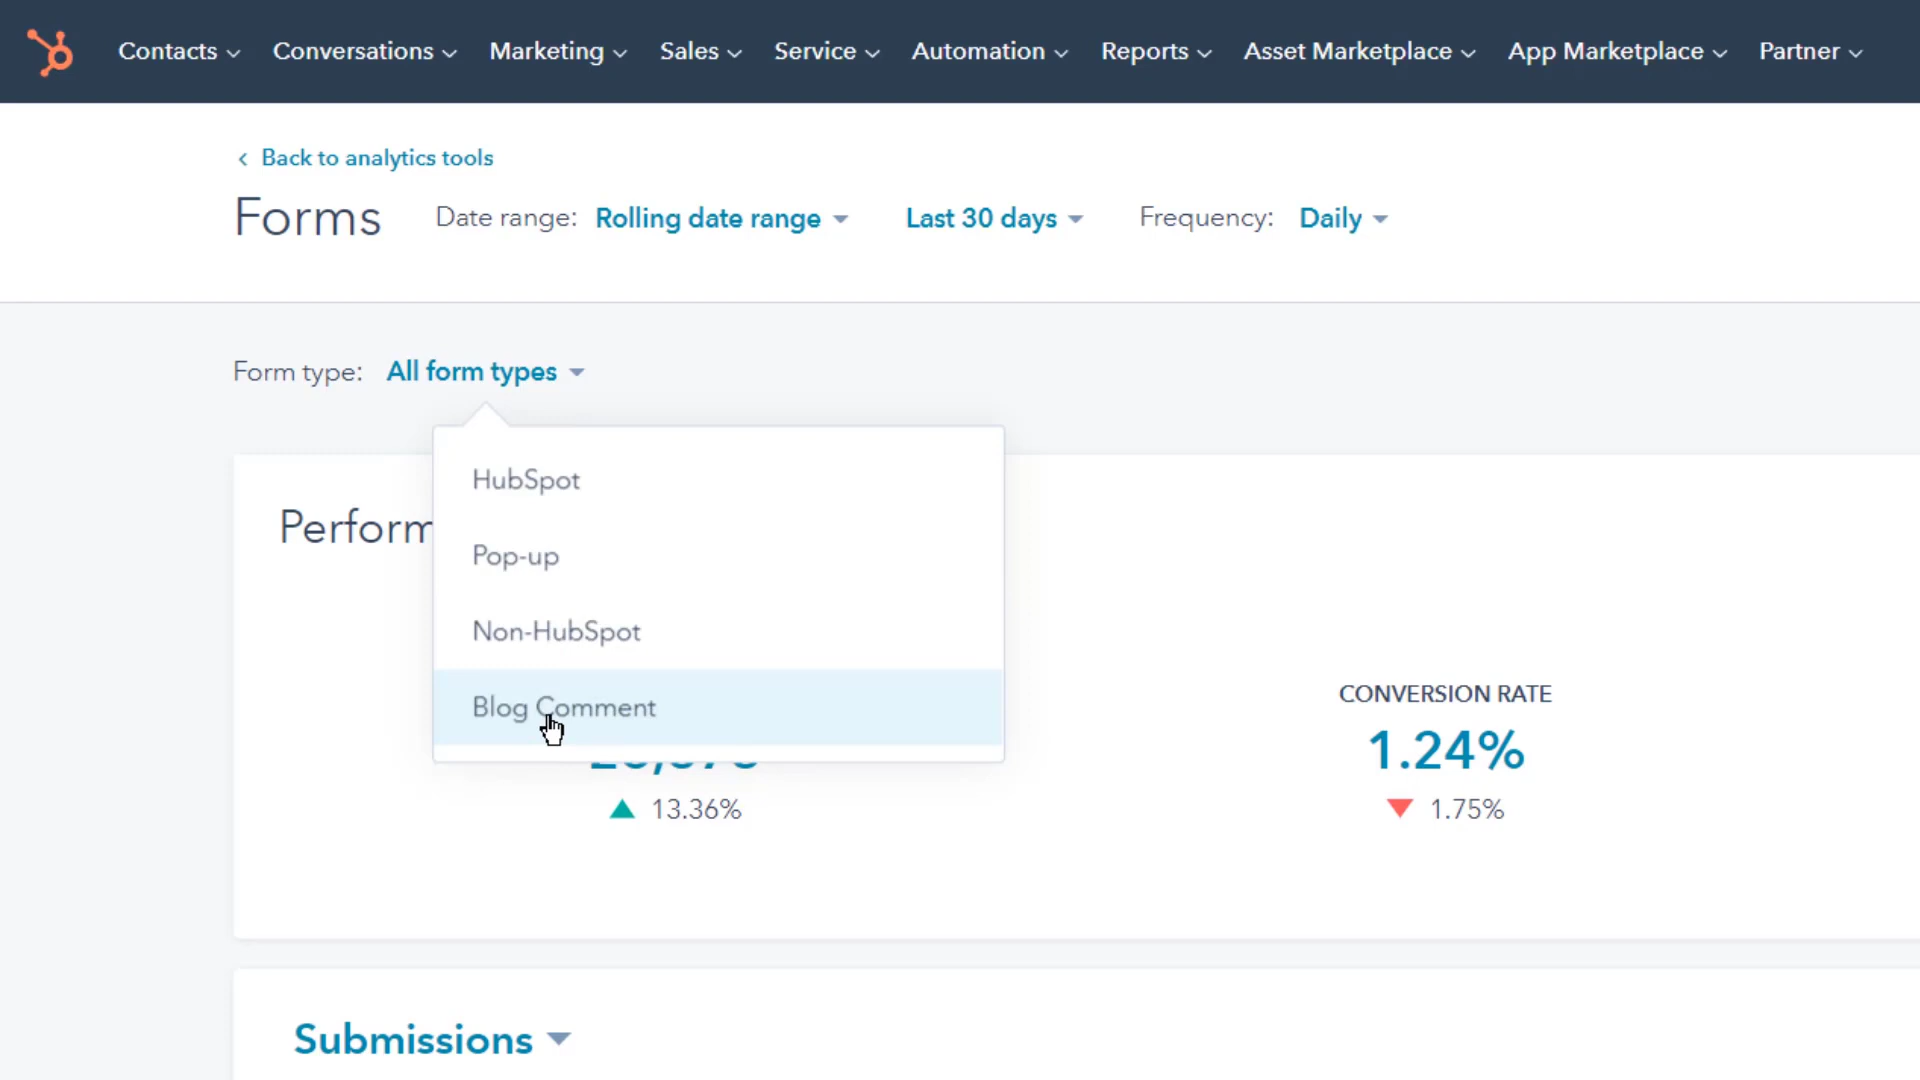 Contacts Conversations Marketing Sales Service Automation Reports Asset Marketplace App Marketplace Partner
Back to analytics tools
Forms Date range: Rolling date range Last 30 days Frequency: Daily
Form type: All form types
HubSpot
Perform
Pop-up
Non-HubSpot
Blog Comment
CONVERSION RATE
1.24%
13.36% 1.75%
Submissions